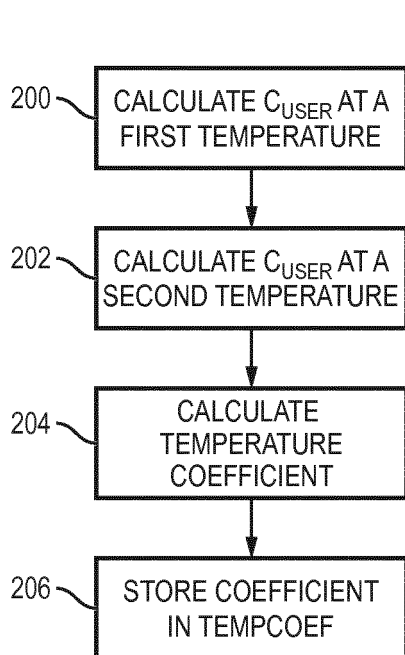 200
CALCULATE C_USER AT A
FIRST TEMPERATURE
202
CALCULATE C_USER AT A
SECOND TEMPERATURE
204
CALCULATE
TEMPERATURE
COEFFICIENT
206
STORE COEFFICIENT
IN TEMPCOEF